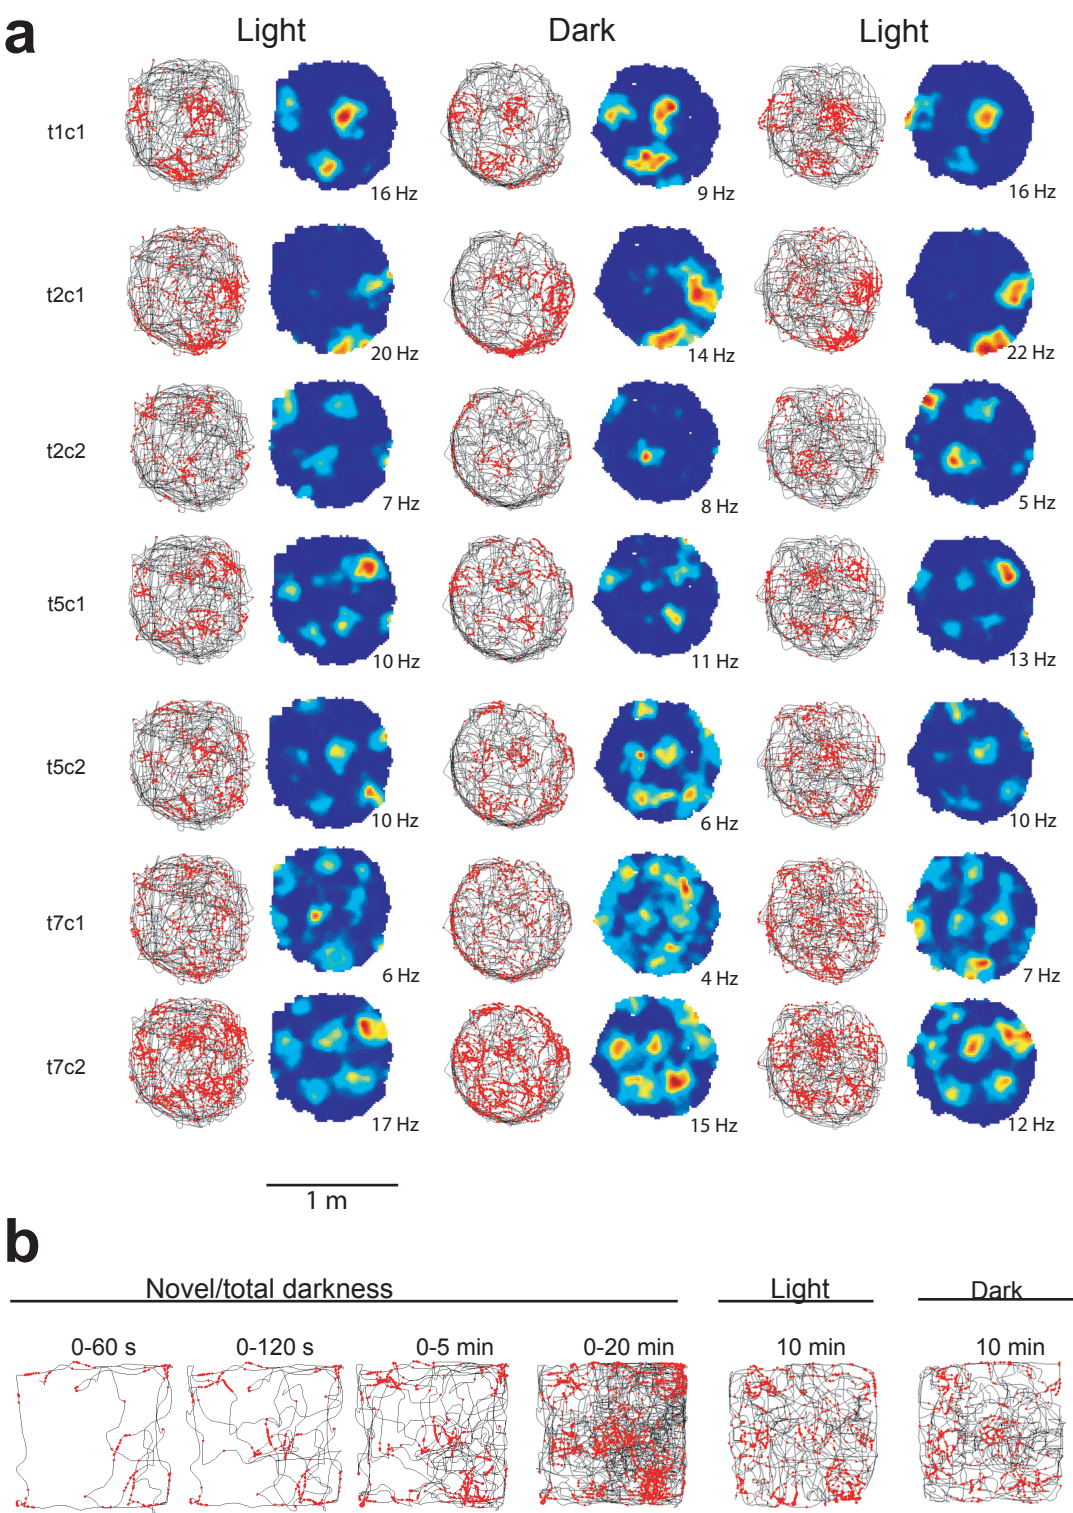 a
Light Dark Light
t1c1
16 Hz 9 Hz 16 Hz
t2c1
20 Hz 14 Hz 22 Hz
t2c2
7 Hz 8 Hz 5 Hz
t5c1
10 Hz 11 Hz 13 Hz
t5c2
10 Hz 6 Hz 10 Hz
t7c1
6 Hz 4 Hz 7 Hz
t7c2
17 Hz 15 Hz 12 Hz
1 m
b
Novel/total darkness Light Dark
0-60 s 0-120 s 0-5 min 0-20 min 10 min 10 min